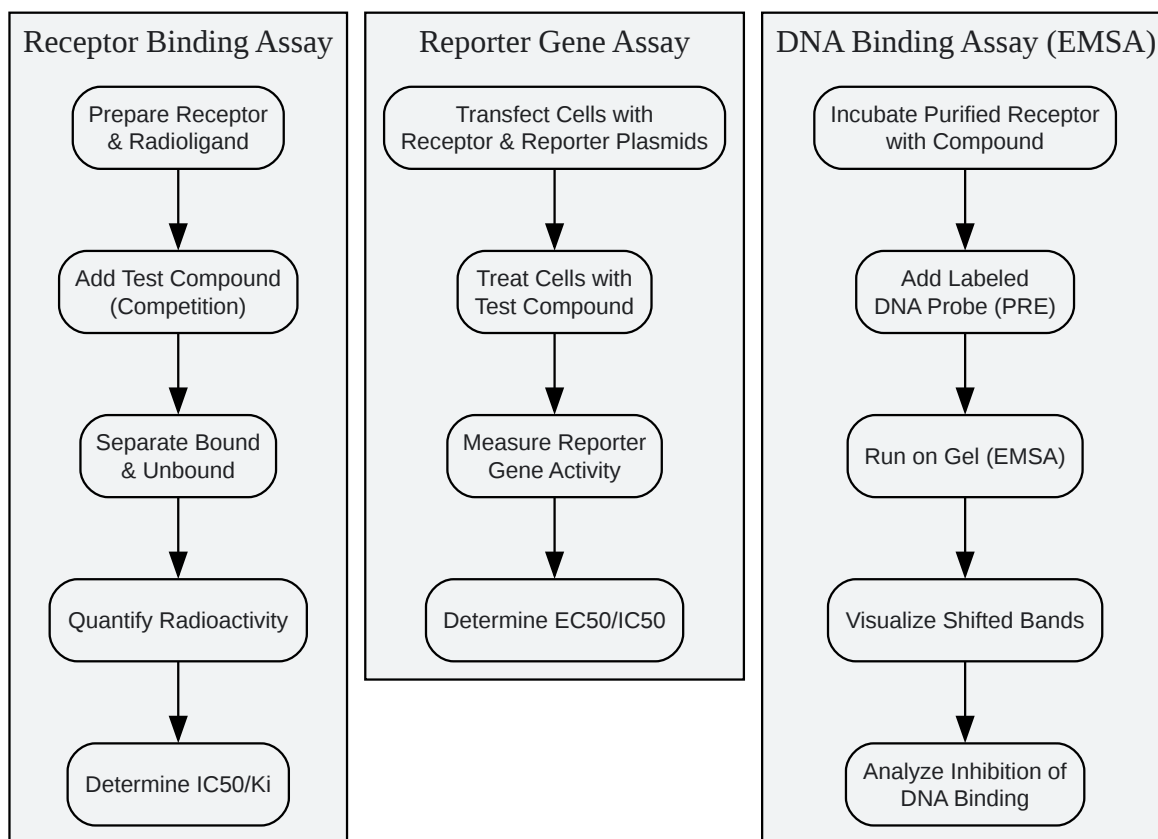 Receptor Binding Assay
Prepare Receptor
& Radioligand
Add Test Compound
(Competition)
Separate Bound
& Unbound
Quantify Radioactivity
Determine IC50/Ki
Reporter Gene Assay
Transfect Cells with
Receptor & Reporter Plasmids
Treat Cells with
Test Compound
Measure Reporter
Gene Activity
Determine EC50/IC50
DNA Binding Assay (EMSA)
Incubate Purified Receptor
with Compound
Add Labeled
DNA Probe (PRE)
Run on Gel (EMSA)
Visualize Shifted Bands
Analyze Inhibition of
DNA Binding